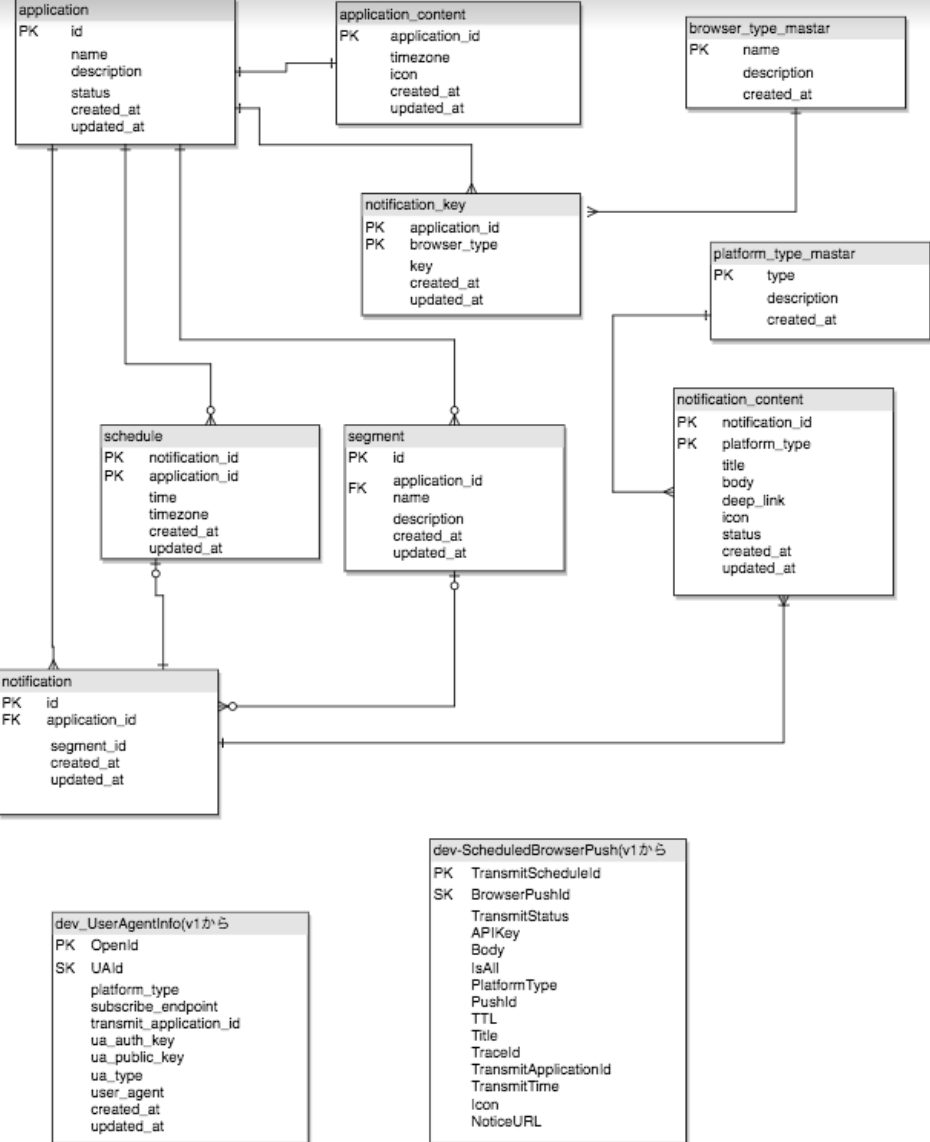 application
PK id
name
description
status
created_at
updated_at
application_content
PK application_id
timezone
icon
created_at
updated_at
browser_type_mastar
PK name
description
created_at
notification_key
PK application_id
PK browser_type
key
created_at
updated_at
platform_type_mastar
PK type
description
created_at
notification_content
PK notification_id
PK platform_type
title
body
deep_link
icon
status
created_at
updated_at
schedule
PK notification_id
PK application_id
time
timezone
created_at
updated_at
segment
PK id
FK application_id
name
description
created_at
updated_at
notification
PK id
FK application_id
segment_id
created_at
updated_at
dev-ScheduledBrowserPush(v1から
PK TransmitScheduleId
SK BrowserPushId
TransmitStatus
APIKey
Body
IsAll
PlatformType
PushId
TTL
Title
TraceId
TransmitApplicationId
TransmitTime
Icon
NoticeURL
dev_UserAgentInfo(v1から
PK OpenId
SK UAId
platform_type
subscribe_endpoint
transmit_application_id
ua_auth_key
ua_public_key
ua_type
user_agent
created_at
updated_at